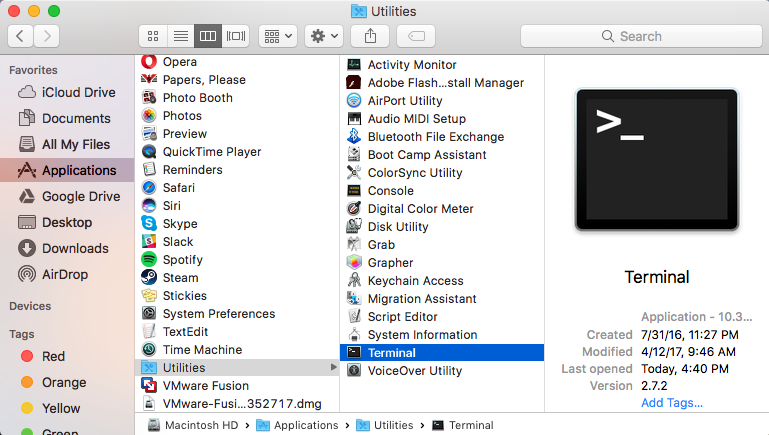 Utilities
Search
Favorites
iCloud Drive
Documents
All My Files
Applications
Google Drive
Desktop
Downloads
AirDrop
Devices
Tags
Red
Orange
Yellow
Green
Opera
Papers, Please
Photo Booth
Photos
Preview
QuickTime Player
Reminders
Safari
Siri
Skype
Slack
Spotify
Steam
Stickies
System Preferences
TextEdit
Time Machine
Utilities
VMware Fusion
VMware-Fusi...352717.dmg
Activity Monitor
Adobe Flash...stall Manager
AirPort Utility
Audio MIDI Setup
Bluetooth File Exchange
Boot Camp Assistant
ColorSync Utility
Console
Digital Color Meter
Disk Utility
Grab
Grapher
Keychain Access
Migration Assistant
Script Editor
System Information
Terminal
VoiceOver Utility
>_
Terminal
Application - 10.3...
Created 7/31/16, 11:27 PM
Modified 4/12/17, 9:46 AM
Last opened Today, 4:40 PM
Version 2.7.2
Add Tags...
Macintosh HD > Applications > Utilities > Terminal